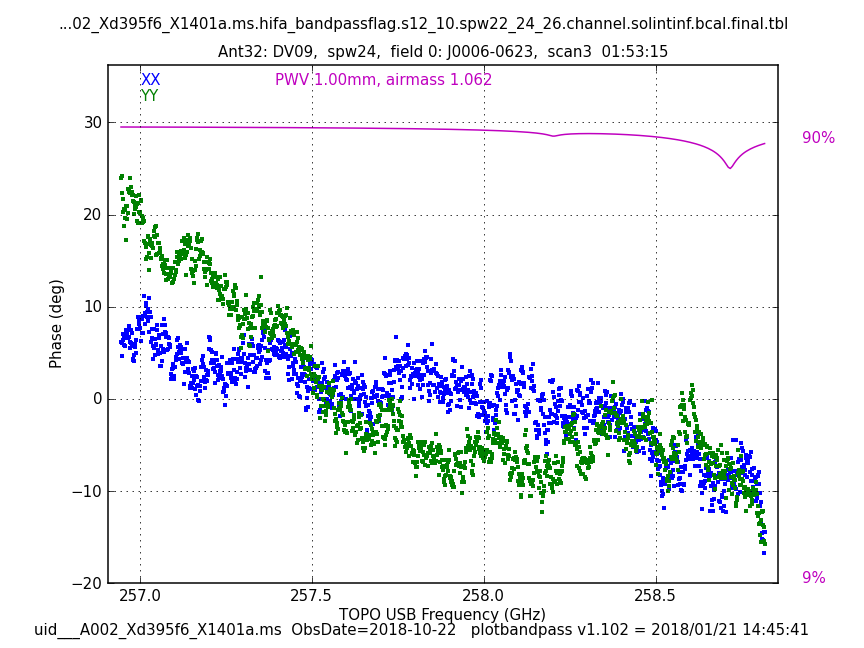 ...02_Xd395f6_X1401a.ms.hifa_bandpassflag.s12_10.spw22_24_26.channel.solintinf.bcal.final.tbl
Ant32: DV09, spw24, field 0: J0006-0623, scan3 01:53:15
XX
YY
PWV 1.00mm, airmass 1.062
90%
9%
Phase (deg)
30
20
10
0
−10
−20
257.0 257.5 258.0 258.5
TOPO USB Frequency (GHz)
uid___A002_Xd395f6_X1401a.ms ObsDate=2018-10-22 plotbandpass v1.102 = 2018/01/21 14:45:41